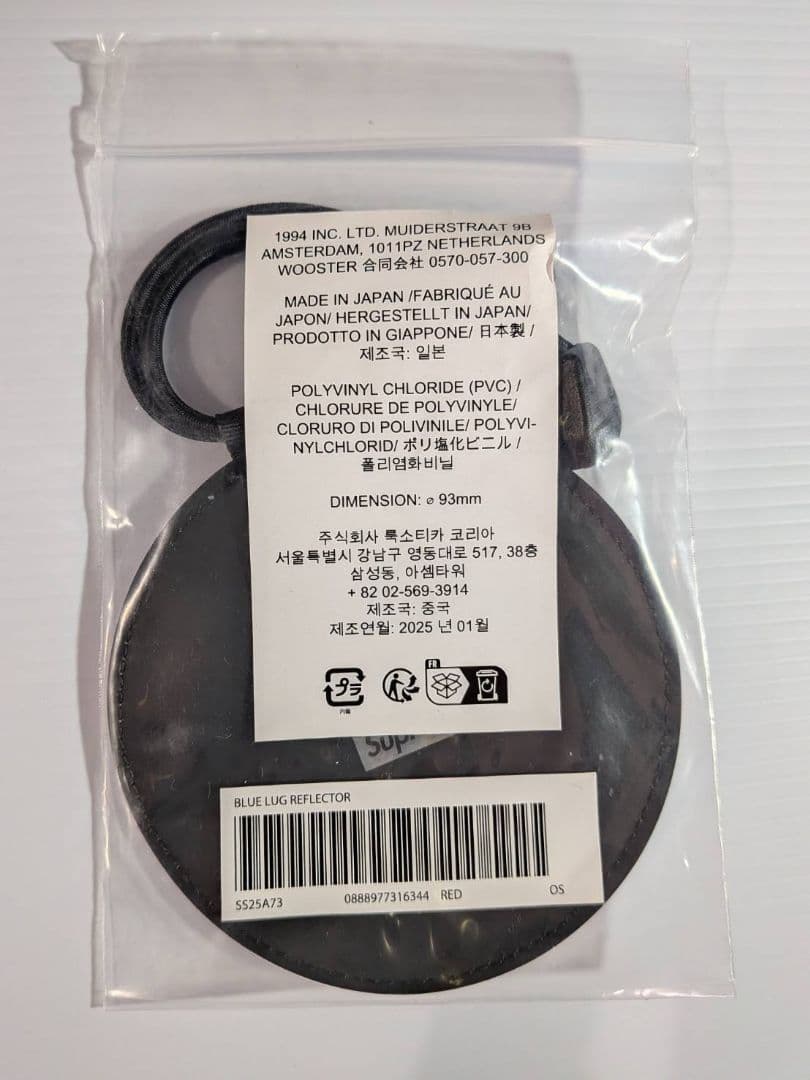 1994 INC. LTD. MUIDERSTRAAT 9B
AMSTERDAM, 1011PZ NETHERLANDS
WOOSTER 合同会社 0570-057-300
MADE IN JAPAN /FABRIQUÉ AU
JAPON/ HERGESTELLT IN JAPAN/
PRODOTTO IN GIAPPONE/ 日本製 /
제조국: 일본
POLYVINYL CHLORIDE (PVC) /
CHLORURE DE POLYVINYLE/
CLORURO DI POLIVINILE/ POLYVI-
NYLCHLORID/ ポリ塩化ビニル /
폴리염화비닐
DIMENSION: ⌀ 93mm
주식회사 룩소티카 코리아
서울특별시 강남구 영동대로 517, 38층
삼성동, 아셈타워
+ 82 02-569-3914
제조국: 중국
제조연월: 2025 년 01월
プラ
FR
Sup
BLUE LUG REFLECTOR
SS25A73 0888977316344 RED OS